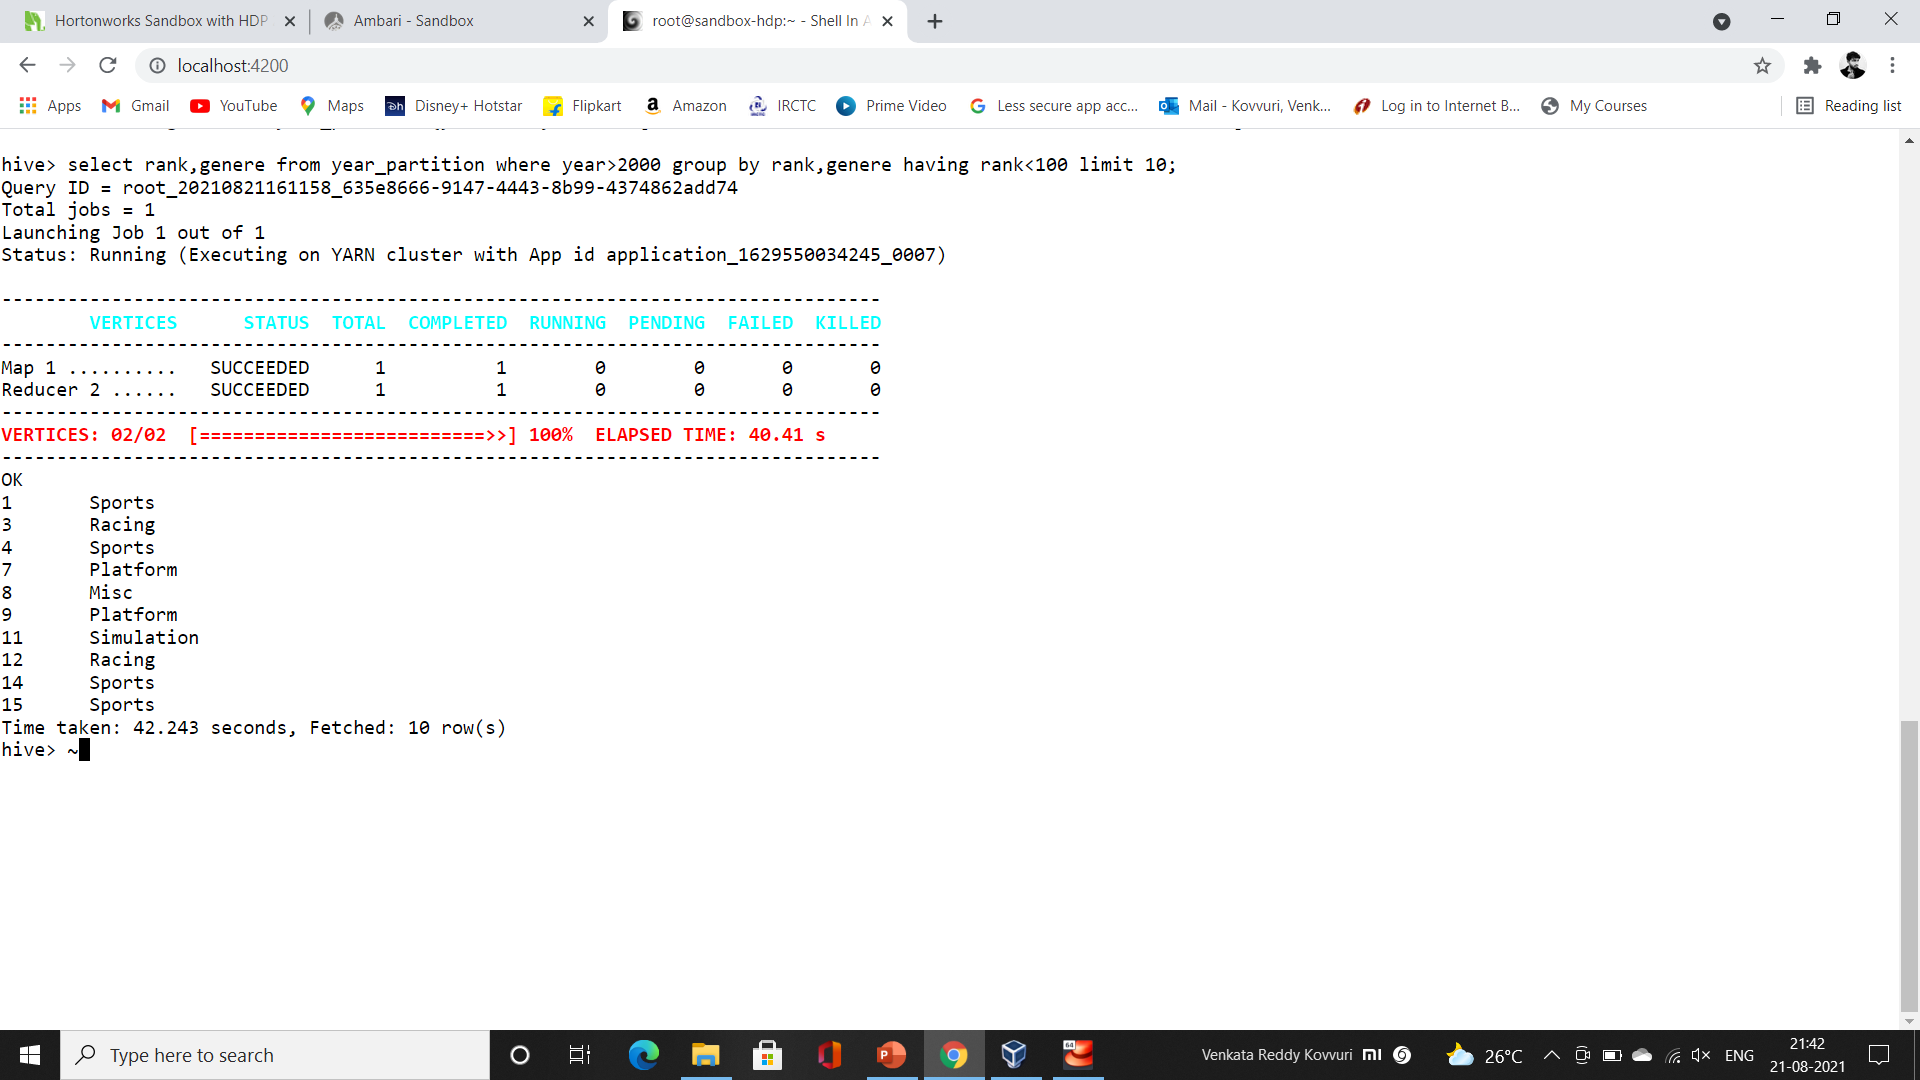 Hortonworks Sandbox with HDP
Ambari - Sandbox
root@sandbox-hdp:~ - Shell In A
localhost:4200
Apps Gmail YouTube Maps Disney+ Hotstar Flipkart Amazon IRCTC Prime Video Less secure app acc... Mail - Kovvuri, Venk... Log in to Internet B... My Courses Reading list
hive> select rank,genere from year_partition where year>2000 group by rank,genere having rank<100 limit 10;
Query ID = root_20210821161158_635e8666-9147-4443-8b99-4374862add74
Total jobs = 1
Launching Job 1 out of 1
Status: Running (Executing on YARN cluster with App id application_1629550034245_0007)
--------------------------------------------------------------------------------
VERTICES STATUS TOTAL COMPLETED RUNNING PENDING FAILED KILLED
--------------------------------------------------------------------------------
Map 1 .......... SUCCEEDED 1 1 0 0 0 0
Reducer 2 ...... SUCCEEDED 1 1 0 0 0 0
--------------------------------------------------------------------------------
VERTICES: 02/02 [==========================>>] 100% ELAPSED TIME: 40.41 s
--------------------------------------------------------------------------------
OK
1 Sports
3 Racing
4 Sports
7 Platform
8 Misc
9 Platform
11 Simulation
12 Racing
14 Sports
15 Sports
Time taken: 42.243 seconds, Fetched: 10 row(s)
hive> ~
Type here to search
Venkata Reddy Kovvuri
26°C
ENG
21:42
21-08-2021